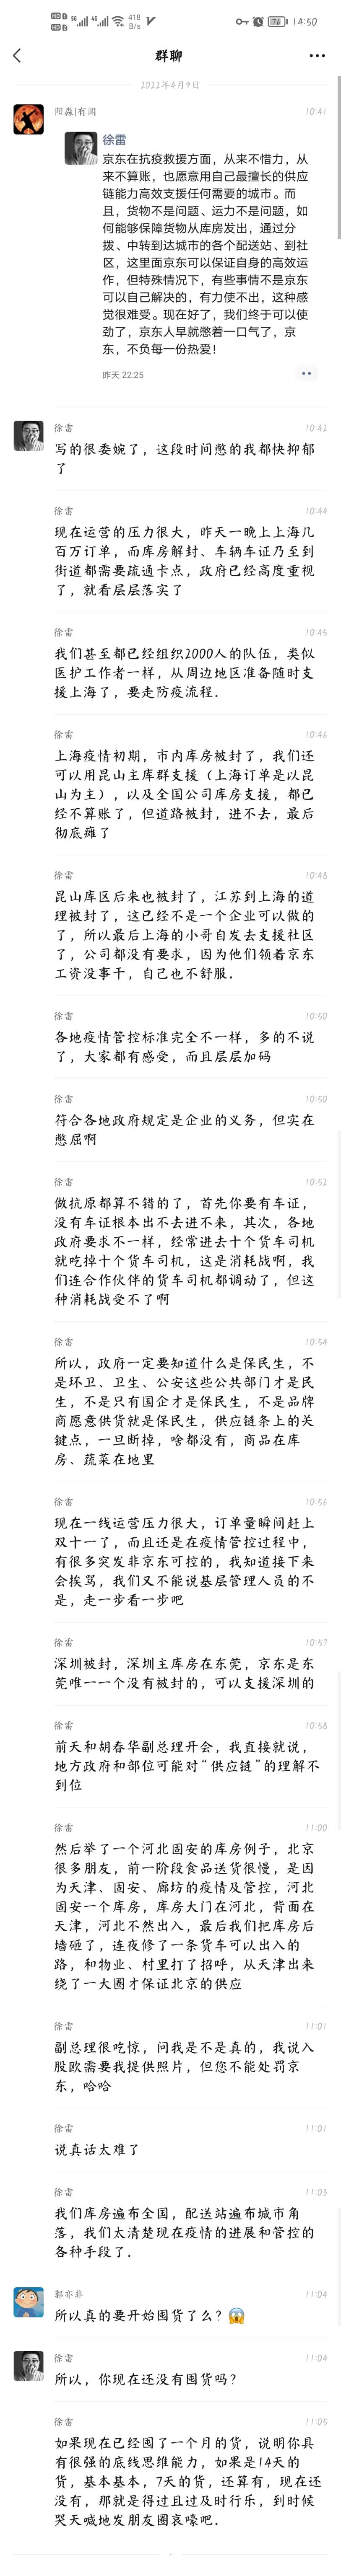 HD 1 5G 4G 418 B/s 14:50
HD 2
群聊
2022年4月9日
阳淼|有闻 10:41
徐雷
京东在抗疫救援方面，从来不惜力，从
来不算账，也愿意用自己最擅长的供应
链能力高效支援任何需要的城市。而
且，货物不是问题、运力不是问题，如
何能够保障货物从库房发出，通过分
拨、中转到达城市的各个配送站、到社
区，这里面京东可以保证自身的高效运
作，但特殊情况下，有些事情不是京东
可以自己解决的，有力使不出，这种感
觉很难受。现在好了，我们终于可以使
劲了，京东人早就憋着一口气了，京
东，不负每一份热爱！
昨天 22:25
徐雷 10:42
写的很委婉了，这段时间憋的我都快抑郁
了
徐雷 10:44
现在运营的压力很大，昨天一晚上上海几
百万订单，而库房解封、车辆车证乃至到
街道都需要疏通卡点，政府已经高度重视
了，就看层层落实了
徐雷 10:45
我们甚至都已经组织2000人的队伍，类似
医护工作者一样，从周边地区准备随时支
援上海了，要走防疫流程.
徐雷 10:46
上海疫情初期，市内库房被封了，我们还
可以用昆山主库群支援（上海订单是以昆
山为主），以及全国公司库房支援，都已
经不算账了，但道路被封，进不去，最后
彻底瘫了
徐雷 10:48
昆山库区后来也被封了，江苏到上海的道
理被封了，这已经不是一个企业可以做的
了，所以最后上海的小哥自发去支援社区
了，公司都没有要求，因为他们领着京东
工资没事干，自己也不舒服.
徐雷 10:50
各地疫情管控标准完全不一样，多的不说
了，大家都有感受，而且层层加码
徐雷 10:50
符合各地政府规定是企业的义务，但实在
憋屈啊
徐雷 10:52
做抗原都算不错的了，首先你要有车证，
没有车证根本出不去进不来，其次，各地
政府要求不一样，经常进去十个货车司机
就吃掉十个货车司机，这是消耗战啊，我
们连合作伙伴的货车司机都调动了，但这
种消耗战受不了啊
徐雷 10:54
所以，政府一定要知道什么是保民生，不
是环卫、卫生、公安这些公共部门才是民
生，不是只有国企才是保民生，不是品牌
商愿意供货就是保民生，供应链条上的关
键点，一旦断掉，啥都没有，商品在库
房、蔬菜在地里
徐雷 10:56
现在一线运营压力很大，订单量瞬间赶上
双十一了，而且还是在疫情管控过程中，
有很多突发非京东可控的，我知道接下来
会挨骂，我们又不能说基层管理人员的不
是，走一步看一步吧
徐雷 10:57
深圳被封，深圳主库房在东莞，京东是东
莞唯一一个没有被封的，可以支援深圳的
徐雷 10:58
前天和胡春华副总理开会，我直接就说，
地方政府和部位可能对“供应链”的理解不
到位
徐雷 11:00
然后举了一个河北固安的库房例子，北京
很多朋友，前一阶段食品送货很慢，是因
为天津、固安、廊坊的疫情及管控，河北
固安一个库房，库房大门在河北，背面在
天津，河北不然出入，最后我们把库房后
墙砸了，连夜修了一条货车可以出入的
路，和物业、村里打了招呼，从天津出来
绕了一大圈才保证北京的供应
徐雷 11:01
副总理很吃惊，问我是不是真的，我说入
股欧需要我提供照片，但您不能处罚京
东，哈哈
徐雷 11:01
说真话太难了
徐雷 11:03
我们库房遍布全国，配送站遍布城市角
落，我们太清楚现在疫情的进展和管控的
各种手段了.
郭亦非 11:04
所以真的要开始囤货了么？😱
徐雷 11:04
所以，你现在还没有囤货吗？
徐雷 11:05
如果现在已经囤了一个月的货，说明你具
有很强的底线思维能力，如果是14天的
货，基本基本，7天的货，还算有，现在还
没有，那就是得过且过及时行乐，到时候
哭天喊地发朋友圈哀嚎吧.